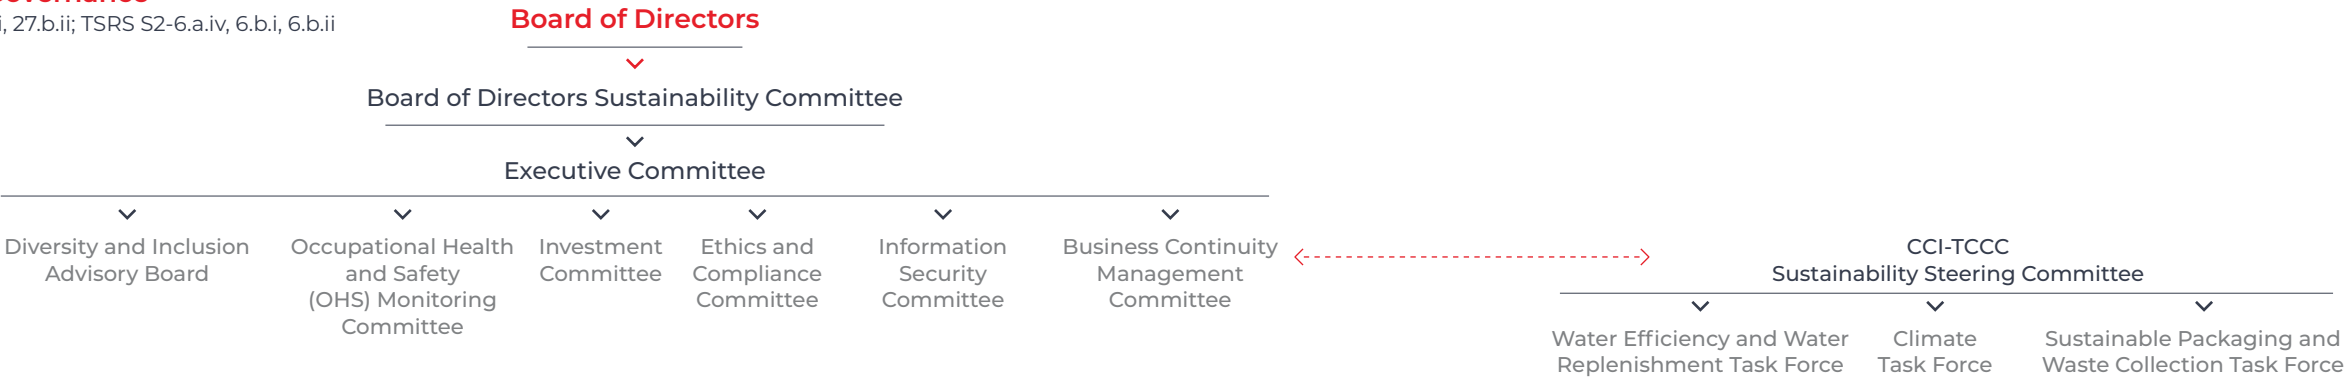 i, 27.b.ii; TSRS S2-6.a.iv, 6.b.i, 6.b.ii
Board of Directors
Board of Directors Sustainability Committee
Executive Committee
Diversity and Inclusion
Advisory Board
Occupational Health
and Safety
(OHS) Monitoring
Committee
Investment
Committee
Ethics and
Compliance
Committee
Information
Security
Committee
Business Continuity
Management
Committee
CCI-TCCC
Sustainability Steering Committee
Water Efficiency and Water
Replenishment Task Force
Climate
Task Force
Sustainable Packaging and
Waste Collection Task Force